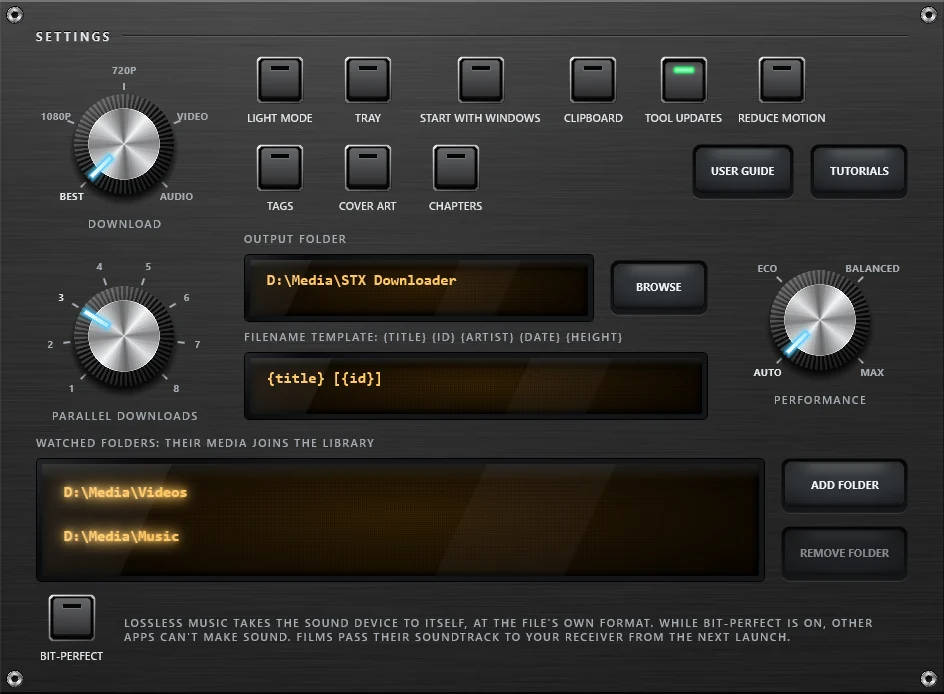 SETTINGS
720P
1080P
VIDEO
BEST
AUDIO
DOWNLOAD
LIGHT MODE
TRAY
START WITH WINDOWS
CLIPBOARD
TOOL UPDATES
REDUCE MOTION
TAGS
COVER ART
CHAPTERS
USER GUIDE
TUTORIALS
OUTPUT FOLDER
D:\Media\STX Downloader
BROWSE
4
5
3
6
2
7
1
8
PARALLEL DOWNLOADS
FILENAME TEMPLATE: {TITLE} {ID} {ARTIST} {DATE} {HEIGHT}
{title} [{id}]
ECO
BALANCED
AUTO
MAX
PERFORMANCE
WATCHED FOLDERS: THEIR MEDIA JOINS THE LIBRARY
D:\Media\Videos
D:\Media\Music
ADD FOLDER
REMOVE FOLDER
BIT-PERFECT
LOSSLESS MUSIC TAKES THE SOUND DEVICE TO ITSELF, AT THE FILE'S OWN FORMAT. WHILE BIT-PERFECT IS ON, OTHER
APPS CAN'T MAKE SOUND. FILMS PASS THEIR SOUNDTRACK TO YOUR RECEIVER FROM THE NEXT LAUNCH.